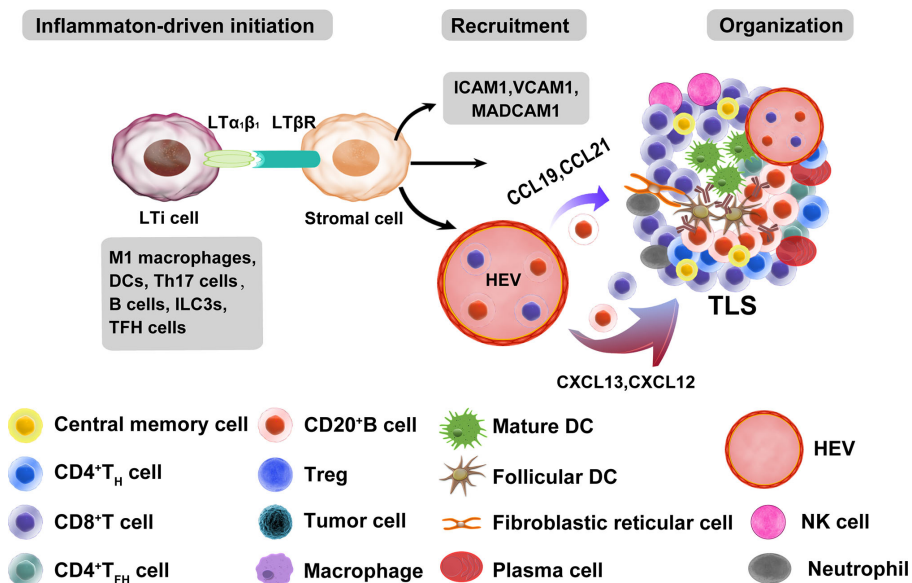 Inflammaton-driven initiation
Recruitment
Organization
ICAM1,VCAM1,
MADCAM1
LTα₁β₁ LTβR
CCL19,CCL21
LTi cell
Stromal cell
M1 macrophages,
DCs, Th17 cells ,
B cells, ILC3s,
TFH cells
HEV
TLS
CXCL13,CXCL12
Central memory cell
CD20⁺B cell
Mature DC
HEV
CD4⁺T_H cell
Treg
Follicular DC
CD8⁺T cell
Tumor cell
Fibroblastic reticular cell
NK cell
CD4⁺T_FH cell
Macrophage
Plasma cell
Neutrophil